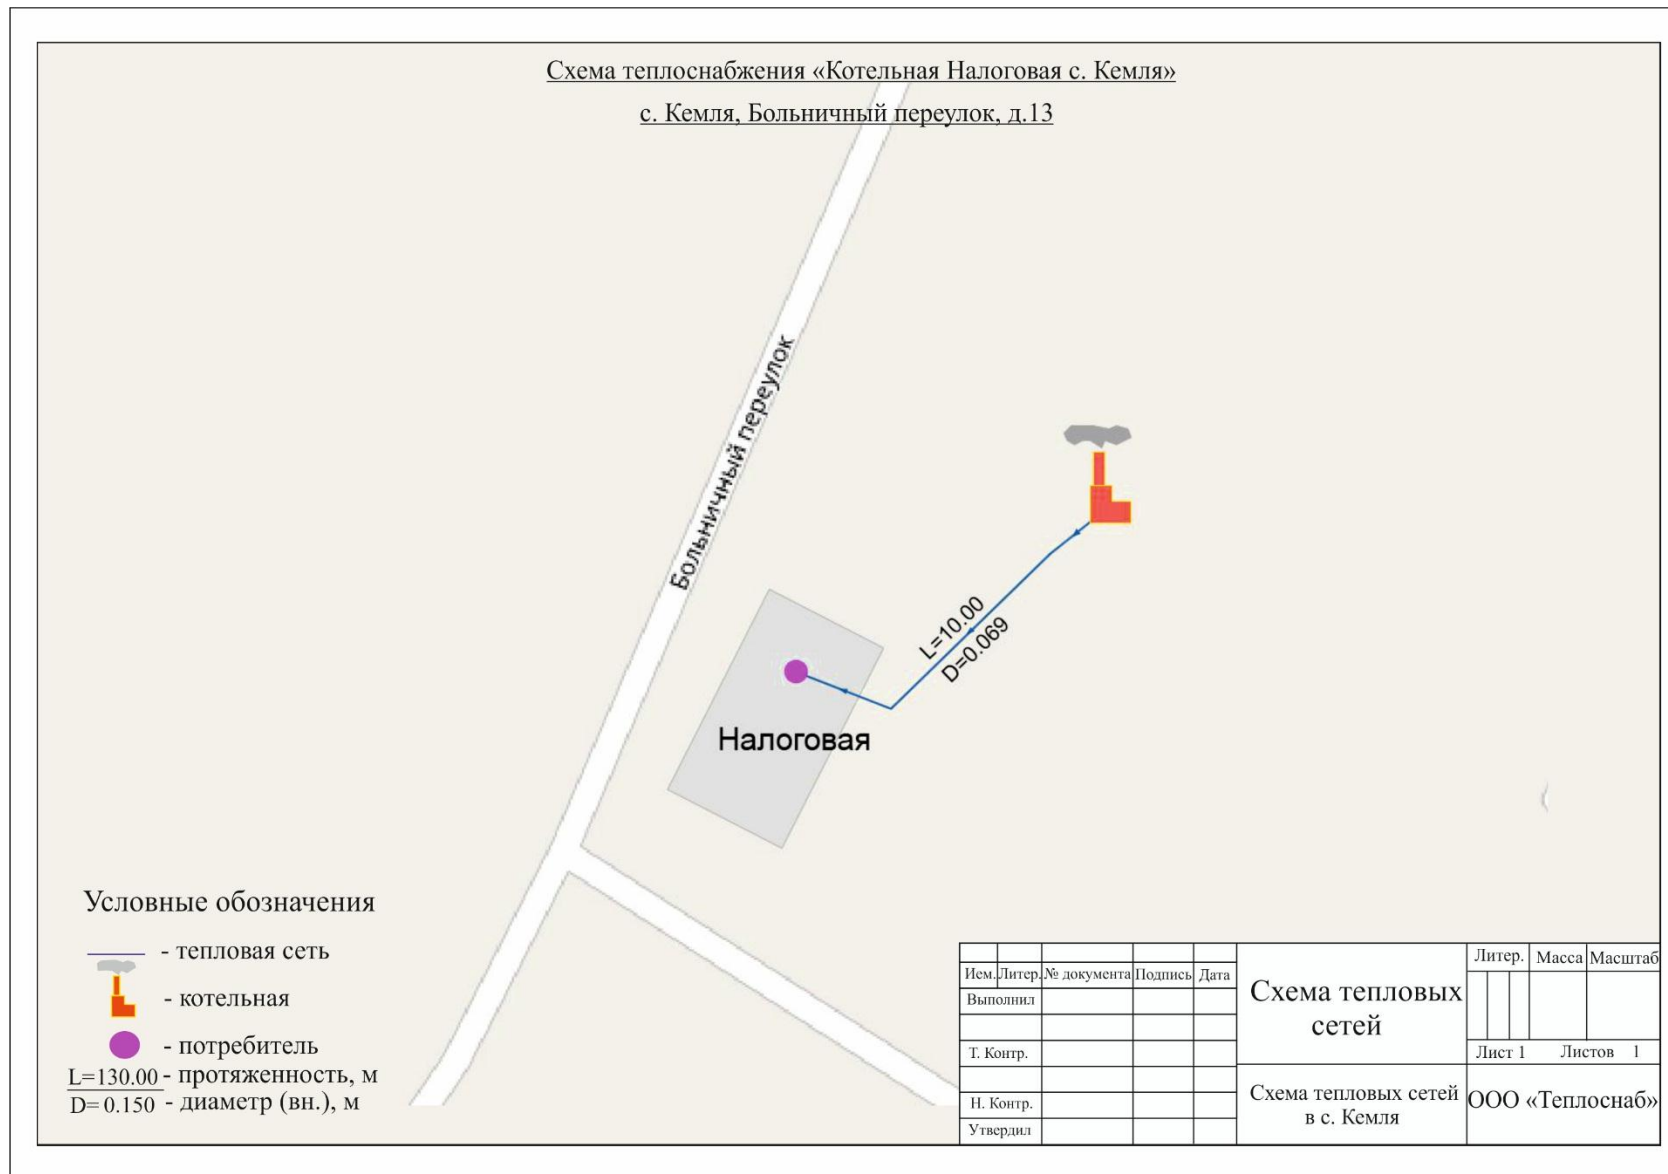 Схема теплоснабжения «Котельная Налоговая с. Кемля»
с. Кемля, Больничный переулок, д.13
Больничный переулок
L=10.00
D=0.069
Налоговая
Условные обозначения
- тепловая сеть
- котельная
- потребитель
L=130.00 - протяженность, м
D= 0.150 - диаметр (вн.), м
Ием. Литер. № документа Подпись Дата
Выполнил
Т. Контр.
Н. Контр.
Утвердил
Схема тепловых
сетей
Схема тепловых сетей
в с. Кемля
Литер. Масса Масштаб
Лист 1 Листов 1
ООО «Теплоснаб»